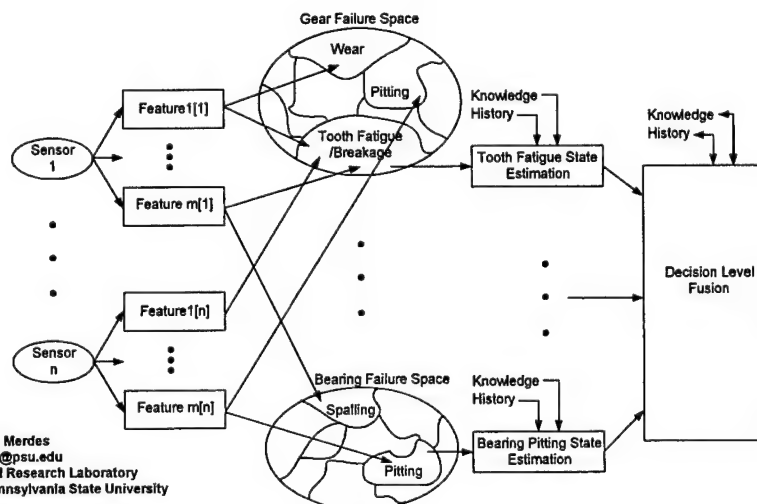 Gear Failure Space
Wear
Pitting
Tooth Fatigue
/Breakage
Sensor
1
Feature1[1]
Feature m[1]
Knowledge
History
Tooth Fatigue State
Estimation
Knowledge
History
Decision Level
Fusion
Sensor
n
Feature1[n]
Feature m[n]
Bearing Failure Space
Spalling
Pitting
Knowledge
History
Bearing Pitting State
Estimation
Merdes
@psu.edu
Research Laboratory
nnsylvania State University